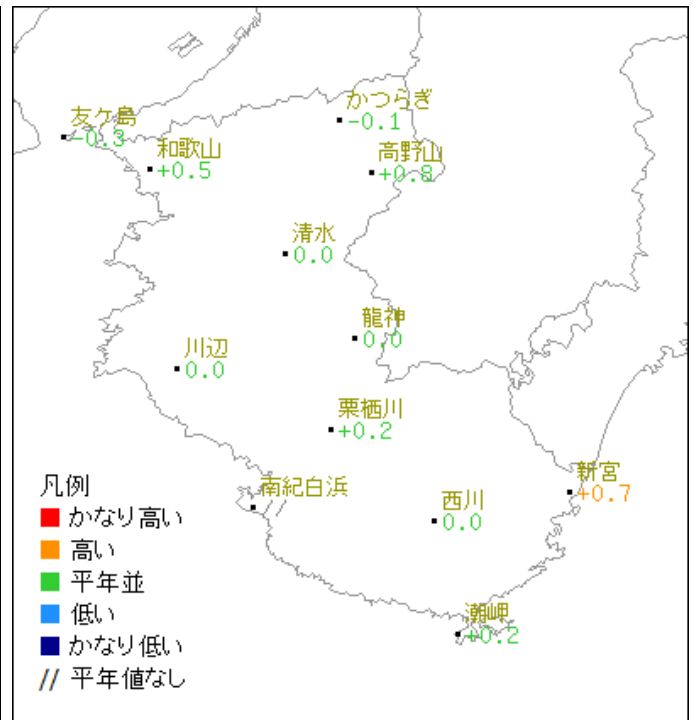 かつらぎ
-0.1
友ケ島
-0.3
和歌山
+0.5
高野山
+0.8
清水
0.0
龍神
0.0
川辺
0.0
栗栖川
+0.2
新宮
+0.7
南紀白浜
//
西川
0.0
潮岬
+0.2
凡例
かなり高い
高い
平年並
低い
かなり低い
// 平年値なし